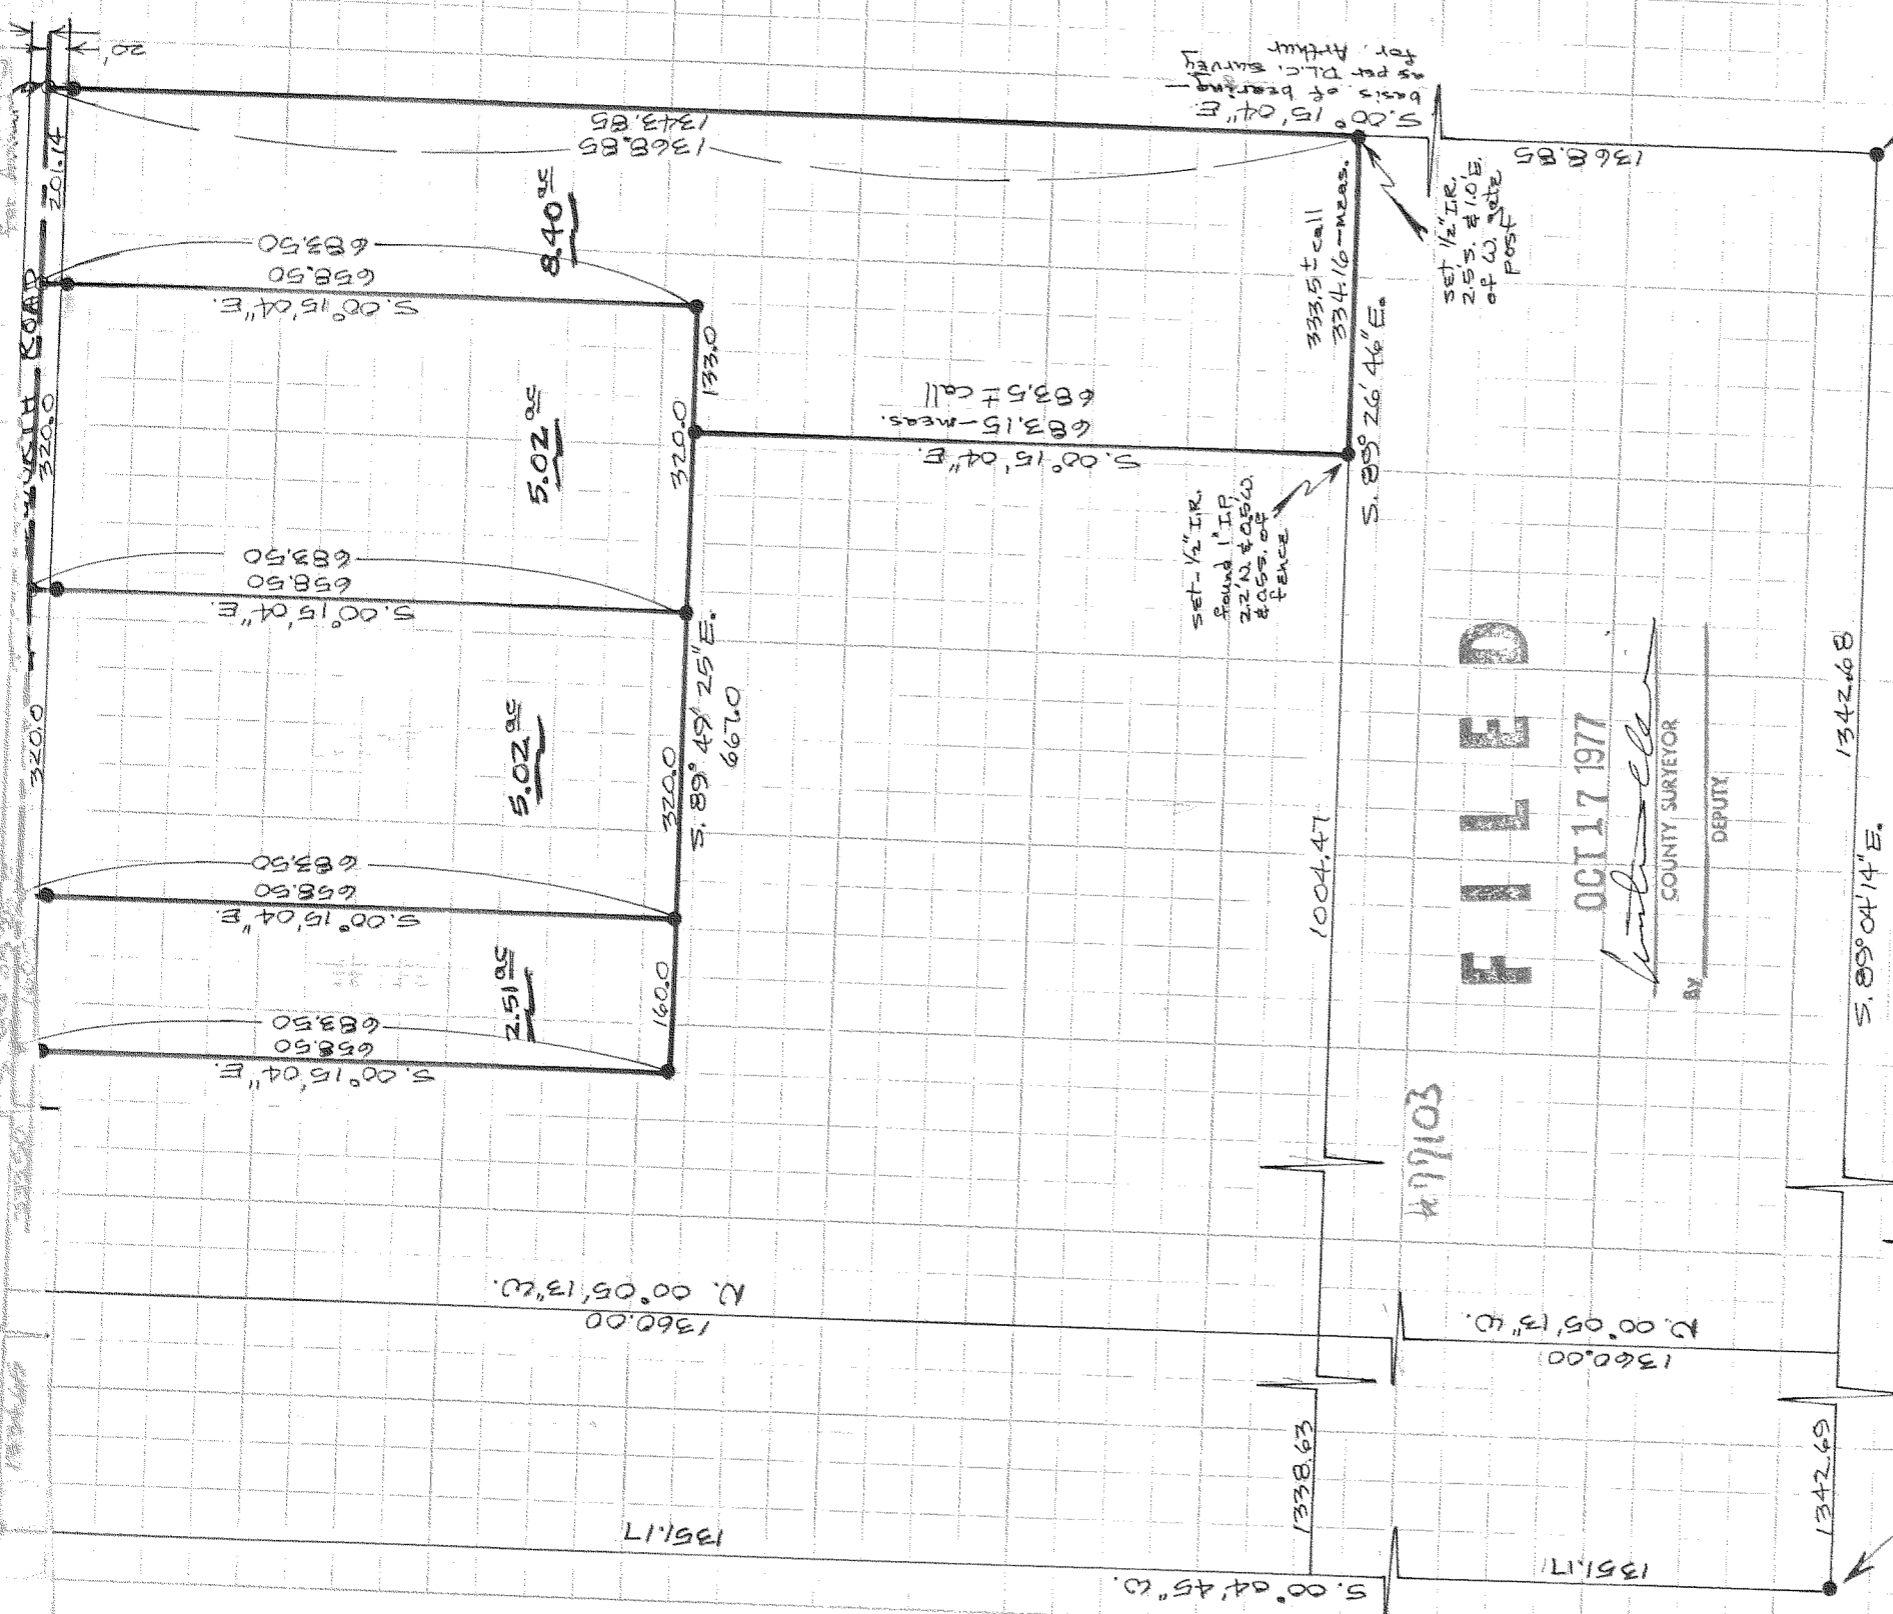 20'
201.14
1343.85
1368.85
S. 00° 15' 04" E.
basis of bearing —
as per D.L.C. survey
for Arthur
1368.85
SET 1/2" I.R.
2.55 S. & 1.0' E.
of W. gate
post
8.40 ac
683.50
658.50
S. 00° 15' 04" E.
ROAD
320.0
5.02 ac
133.0
320.0
333.5 ± call
334.16 - meas.
S. 89° 26' 46" E.
683.5 ± call
683.15 - meas.
S. 00° 15' 04" E.
set - 1/2" I.R.
found 1" I.P.
2.2' N. & 0.5 W.
fence
683.50
658.50
S. 00° 15' 04" E.
320.0
5.02 ac
320.0
S. 89° 49' 25" E.
667.0
683.50
658.50
S. 00° 15' 04" E.
2.51 ac
160.0
683.50
658.50
S. 00° 15' 04" E.
1004.47
FILED
OCT 17 1977
COUNTY SURVEYOR
By
DEPUTY
#77103
1342.68
S. 89° 04' 14" E.
N. 00° 05' 13" W.
1360.00
N. 00° 05' 13" W.
1360.00
1338.63
1342.69
1351.17
S. 00° 04' 45" W.
1351.17